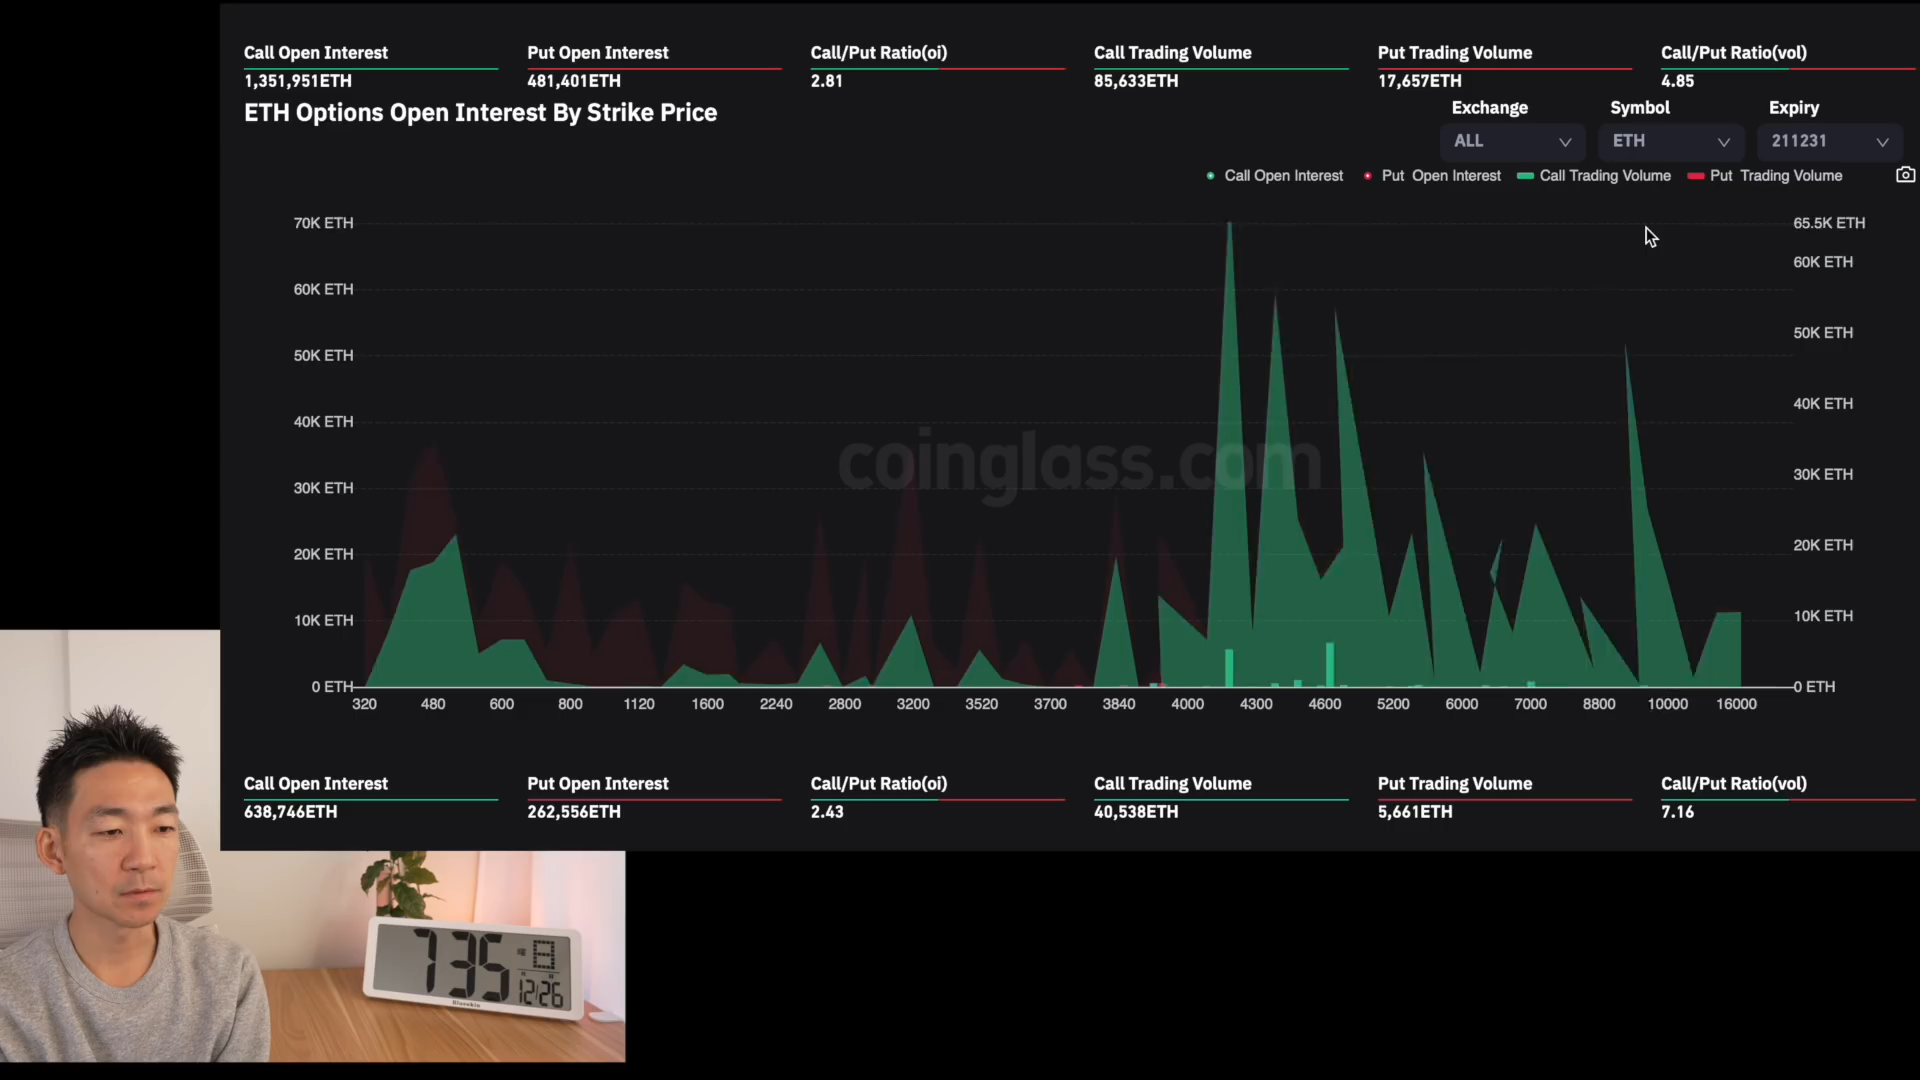 Call Open Interest Put Open Interest Call/Put Ratio(oi) Call Trading Volume Put Trading Volume Call/Put Ratio(vol)
1,351,951ETH 481,401ETH 2.81 85,633ETH 17,657ETH 4.85
ETH Options Open Interest By Strike Price
Exchange Symbol Expiry
ALL ETH 211231
Call Open Interest Put Open Interest Call Trading Volume Put Trading Volume
70K ETH 65.5K ETH
60K ETH
60K ETH
50K ETH
50K ETH
40K ETH
40K ETH
coinglass.com
30K ETH
30K ETH
20K ETH
20K ETH
10K ETH
10K ETH
0 ETH 0 ETH
320 480 600 800 1120 1600 2240 2800 3200 3520 3700 3840 4000 4300 4600 5200 6000 7000 8800 10000 16000
Call Open Interest Put Open Interest Call/Put Ratio(oi) Call Trading Volume Put Trading Volume Call/Put Ratio(vol)
638,746ETH 262,556ETH 2.43 40,538ETH 5,661ETH 7.16
735 日
12/26